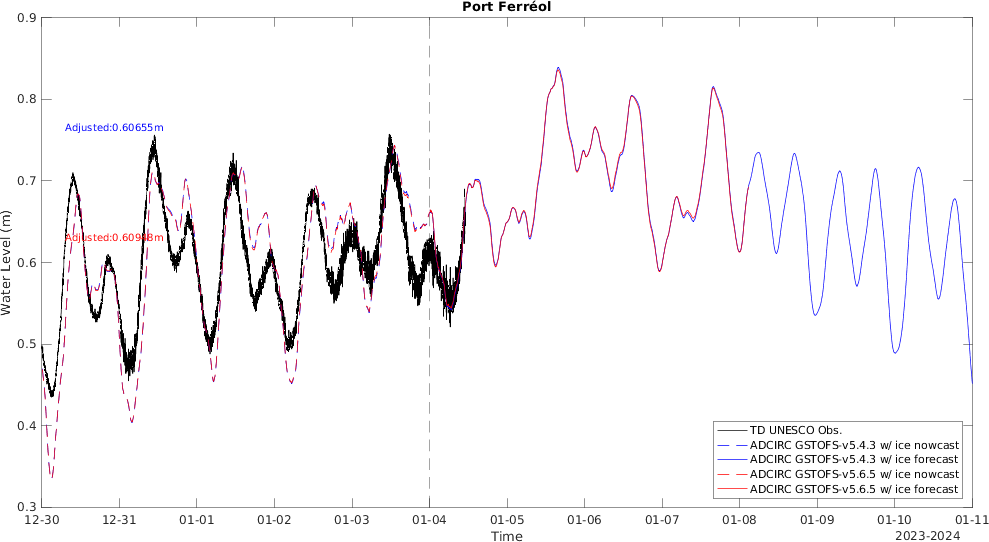 Port Ferréol
0.9
0.8
0.7
0.6
0.5
0.4
0.3
Water Level (m)
Adjusted:0.60655m
TD UNESCO Obs.
ADCIRC GSTOFS-v5.4.3 w/ ice nowcast
ADCIRC GSTOFS-v5.4.3 w/ ice forecast
ADCIRC GSTOFS-v5.6.5 w/ ice nowcast
ADCIRC GSTOFS-v5.6.5 w/ ice forecast
12-30 12-31 01-01 01-02 01-03 01-04 01-05 01-06 01-07 01-08 01-09 01-10 01-11
Time
2023-2024